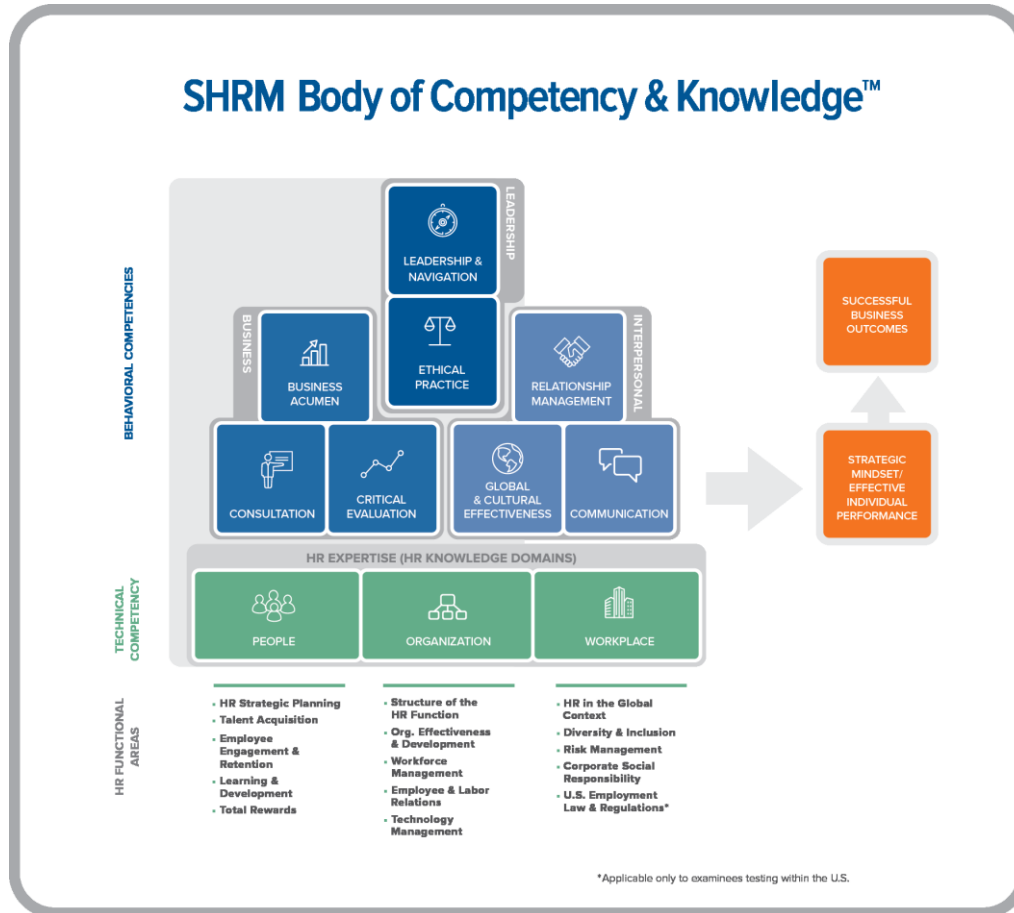 SHRM Body of Competency & Knowledge™
BEHAVIORAL COMPETENCIES
LEADERSHIP
LEADERSHIP &
NAVIGATION
ETHICAL
PRACTICE
BUSINESS
BUSINESS
ACUMEN
CONSULTATION
CRITICAL
EVALUATION
INTERPERSONAL
RELATIONSHIP
MANAGEMENT
GLOBAL
& CULTURAL
EFFECTIVENESS
COMMUNICATION
SUCCESSFUL
BUSINESS
OUTCOMES
STRATEGIC
MINDSET/
EFFECTIVE
INDIVIDUAL
PERFORMANCE
TECHNICAL
COMPETENCY
HR EXPERTISE (HR KNOWLEDGE DOMAINS)
PEOPLE
ORGANIZATION
WORKPLACE
HR FUNCTIONAL
AREAS
• HR Strategic Planning
• Talent Acquisition
• Employee
Engagement &
Retention
• Learning &
Development
• Total Rewards
• Structure of the
HR Function
• Org. Effectiveness
& Development
• Workforce
Management
• Employee & Labor
Relations
• Technology
Management
• HR in the Global
Context
• Diversity & Inclusion
• Risk Management
• Corporate Social
Responsibility
• U.S. Employment
Law & Regulations*
*Applicable only to examinees testing within the U.S.